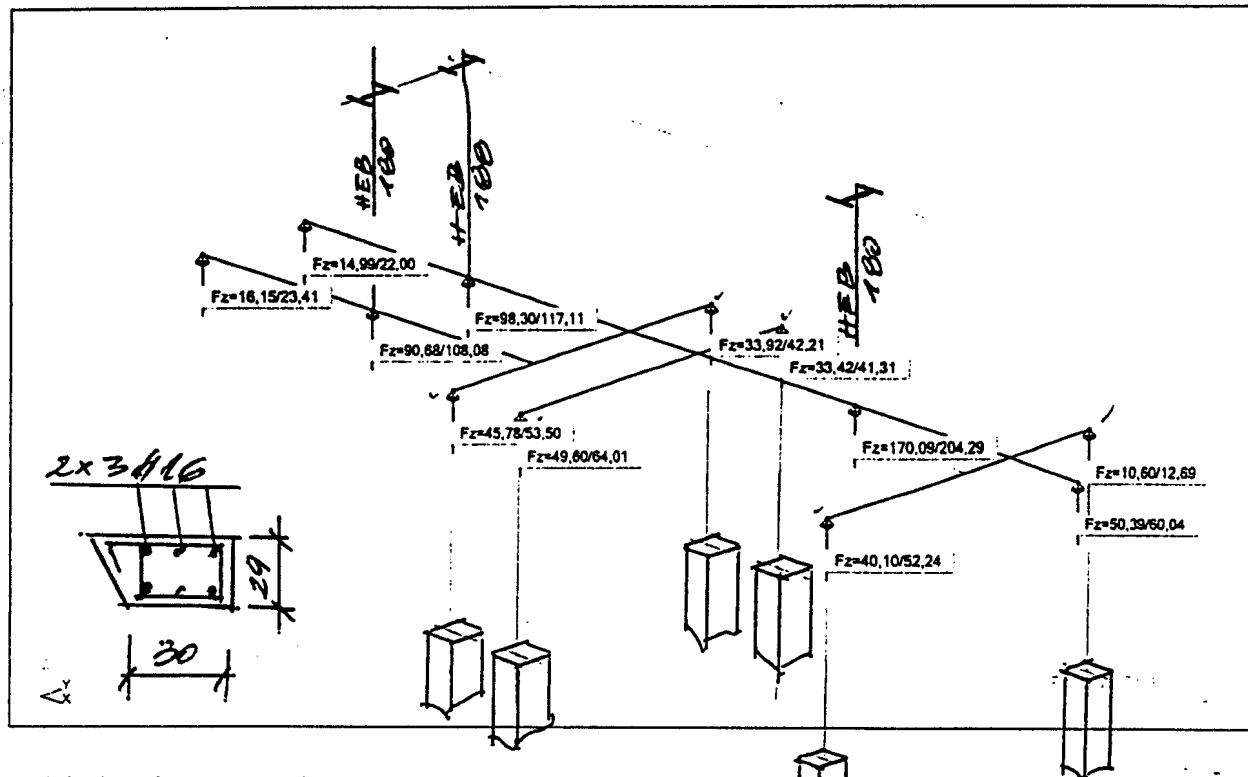 HEB
180
HEB
180
HEB
180
Fz=14,99/22,00
Fz=16,15/23,41
Fz=98,30/117,11
Fz=90,68/108,08
Fz=33,92/42,21
Fz=33,42/41,31
Fz=45,78/53,50
Fz=49,60/64,01
Fz=170,09/204,29
Fz=10,60/12,69
Fz=50,39/60,04
Fz=40,10/52,24
29
30
Y
X